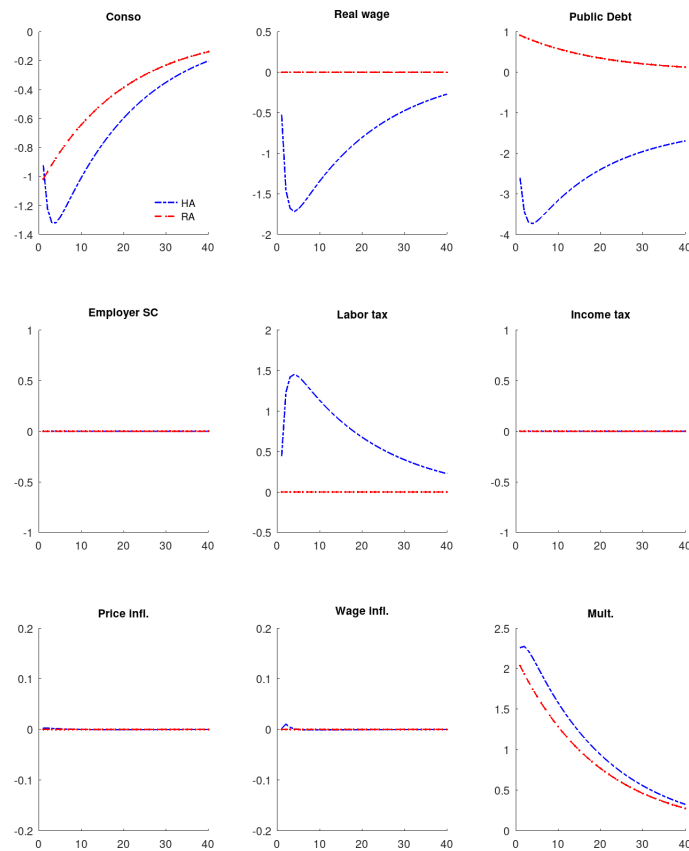 Conso
0
-0.2
-0.4
-0.6
-0.8
-1
-1.2
-1.4
0 10 20 30 40
HA
RA
Real wage
0.5
0
-0.5
-1
-1.5
-2
0 10 20 30 40
Public Debt
1
0
-1
-2
-3
-4
0 10 20 30 40
Employer SC
1
0.5
0
-0.5
-1
0 10 20 30 40
Labor tax
2
1.5
1
0.5
0
-0.5
0 10 20 30 40
Income tax
1
0.5
0
-0.5
-1
0 10 20 30 40
Price infl.
0.2
0.1
0
-0.1
-0.2
0 10 20 30 40
Wage infl.
0.2
0.1
0
-0.1
-0.2
0 10 20 30 40
Mult.
2.5
2
1.5
1
0.5
0
0 10 20 30 40